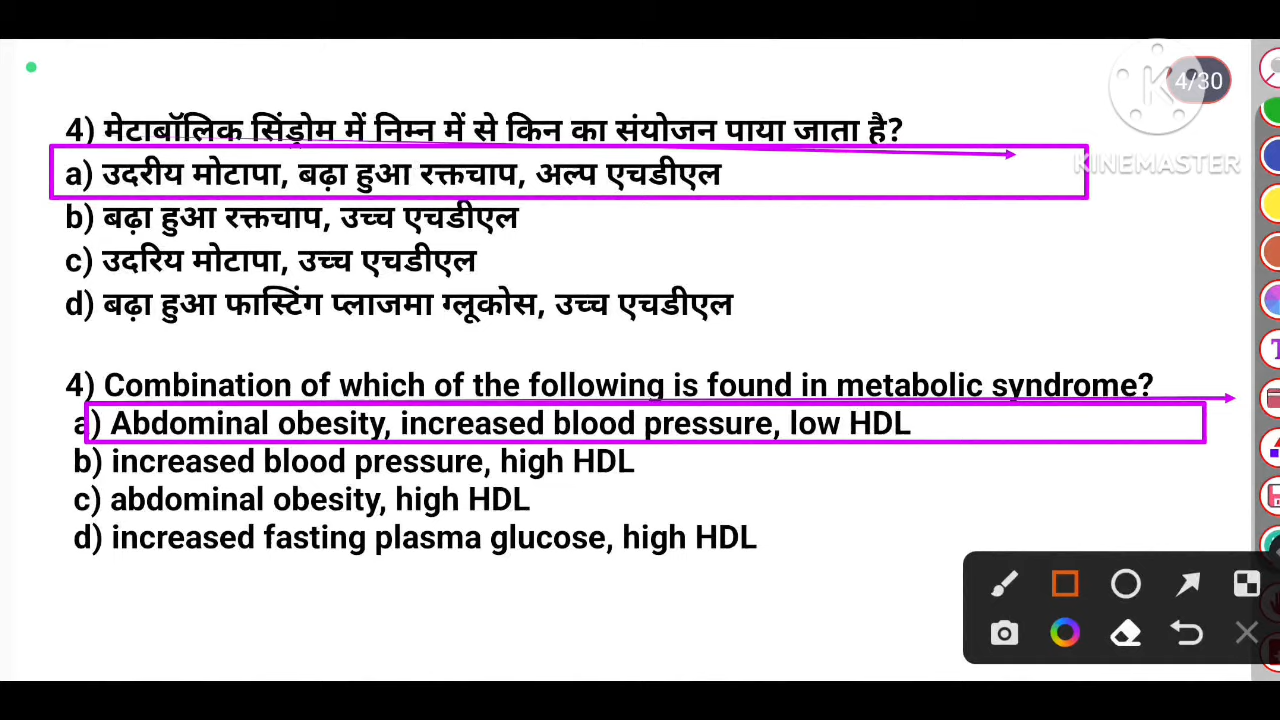 4/30
KINEMASTER
4) मेटाबॉलिक सिंड्रोम में निम्न में से किन का संयोजन पाया जाता है?
a) उदरीय मोटापा, बढ़ा हुआ रक्तचाप, अल्प एचडीएल
b) बढ़ा हुआ रक्तचाप, उच्च एचडीएल
c) उदरिय मोटापा, उच्च एचडीएल
d) बढ़ा हुआ फास्टिंग प्लाजमा ग्लूकोस, उच्च एचडीएल
4) Combination of which of the following is found in metabolic syndrome?
a) Abdominal obesity, increased blood pressure, low HDL
b) increased blood pressure, high HDL
c) abdominal obesity, high HDL
d) increased fasting plasma glucose, high HDL